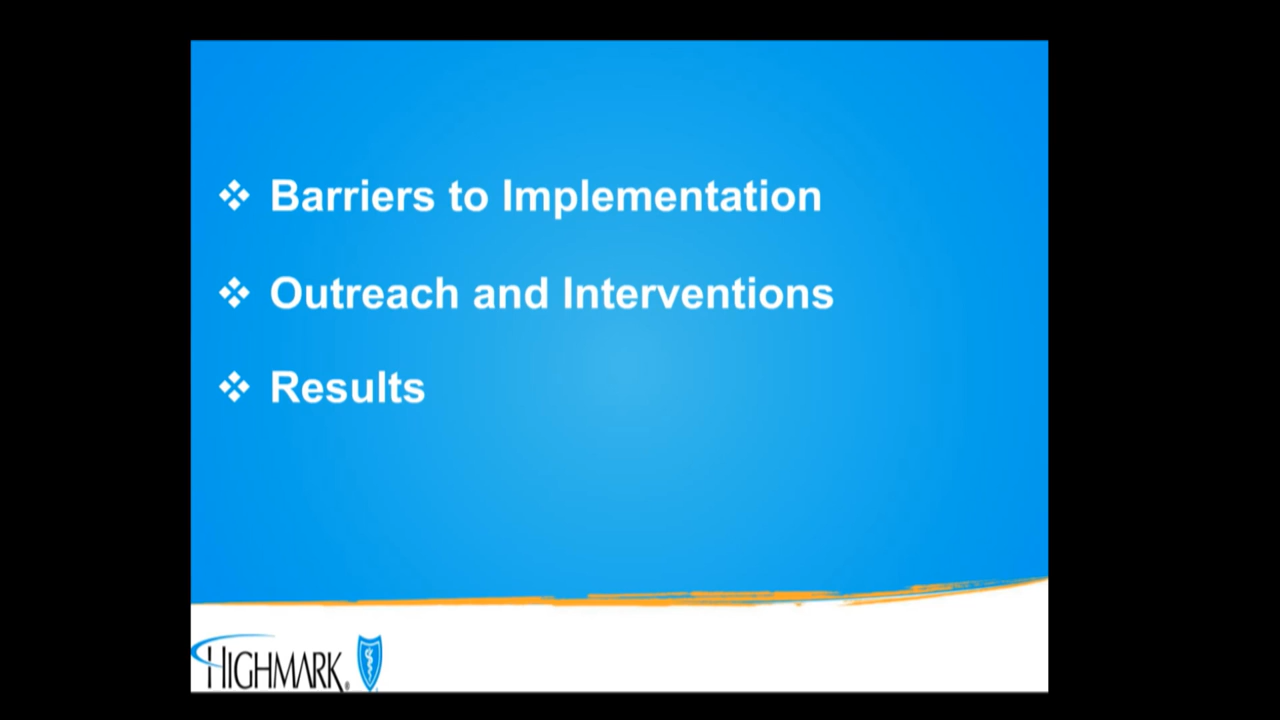 ❖ Barriers to Implementation
❖ Outreach and Interventions
❖ Results
HIGHMARK®